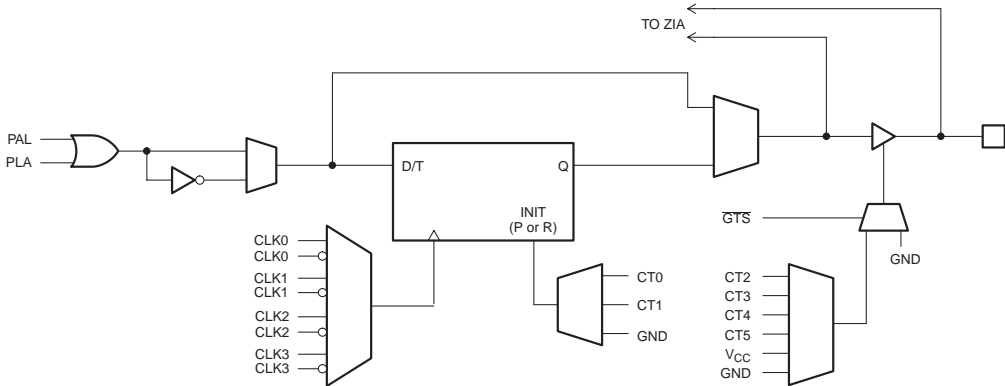 TO ZIA
PAL
PLA
D/T
Q
INIT
(P or R)
GTS
GND
CLK0
CLK0
CLK1
CLK1
CLK2
CLK2
CLK3
CLK3
CT0
CT1
GND
CT2
CT3
CT4
CT5
VCC
GND